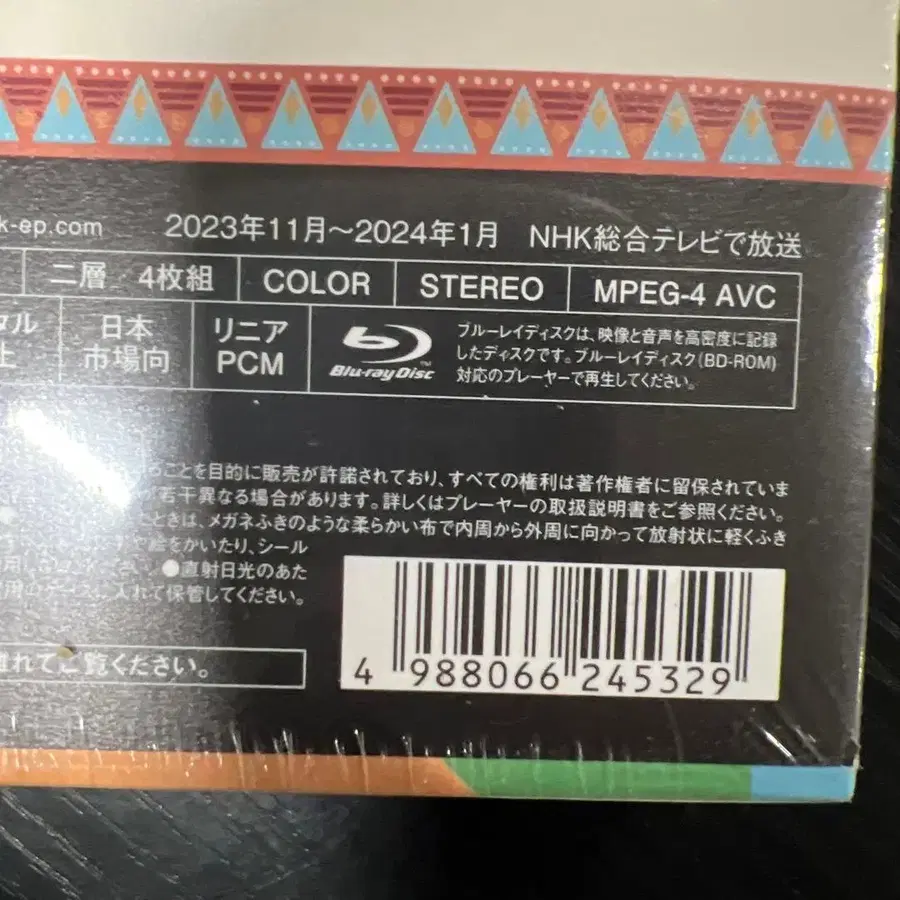 k-ep.com 2023年11月〜2024年1月 NHK総合テレビで放送
二層 4枚組 COLOR STEREO MPEG-4 AVC
日本
市場向
リニア
PCM
Blu-ray Disc™
ブルーレイディスクは、映像と音声を高密度に記録
したディスクです。ブルーレイディスク(BD-ROM)
対応のプレーヤーで再生してください。
ことを目的に販売が許諾されており、すべての権利は著作権者に留保されていま
若干異なる場合があります。詳しくはプレーヤーの取扱説明書をご参照ください。
ときは、メガネふきのような柔らかい布で内周から外周に向かって放射状に軽くふき
をかいたり、シール
●直射日光のあた
に入れて保管してください。
離れてご覧ください。
4 988066 245329